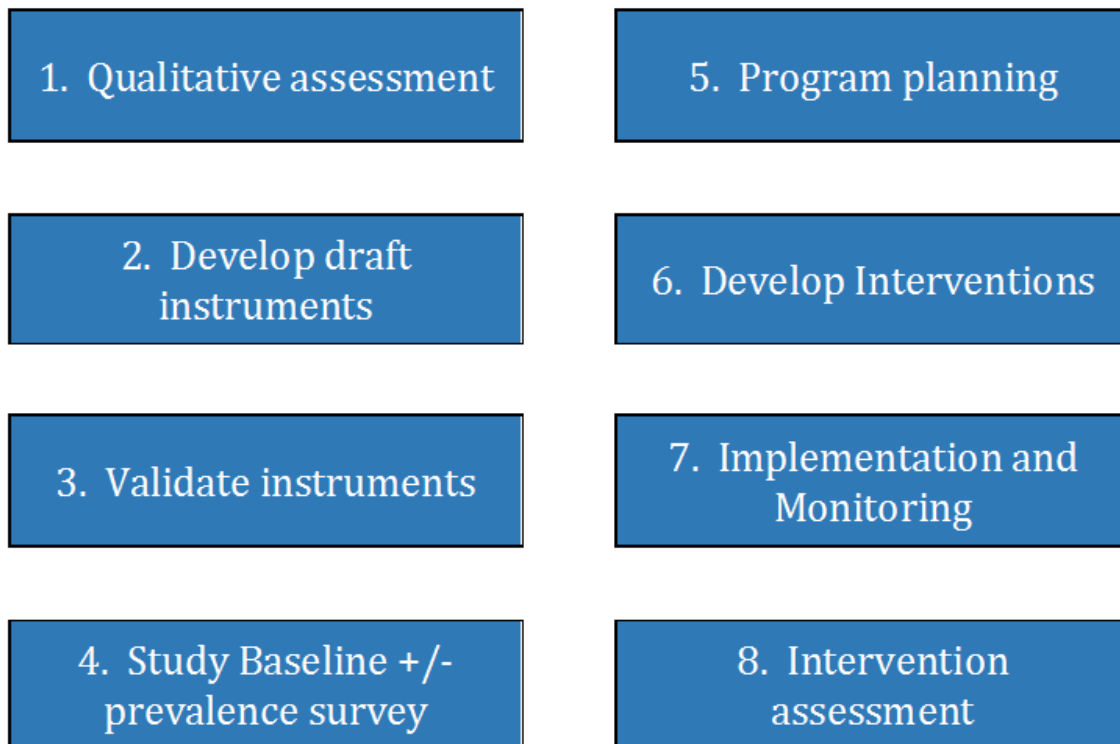 1. Qualitative assessment
2. Develop draft
instruments
3. Validate instruments
4. Study Baseline +/-
prevalence survey
5. Program planning
6. Develop Interventions
7. Implementation and
Monitoring
8. Intervention
assessment